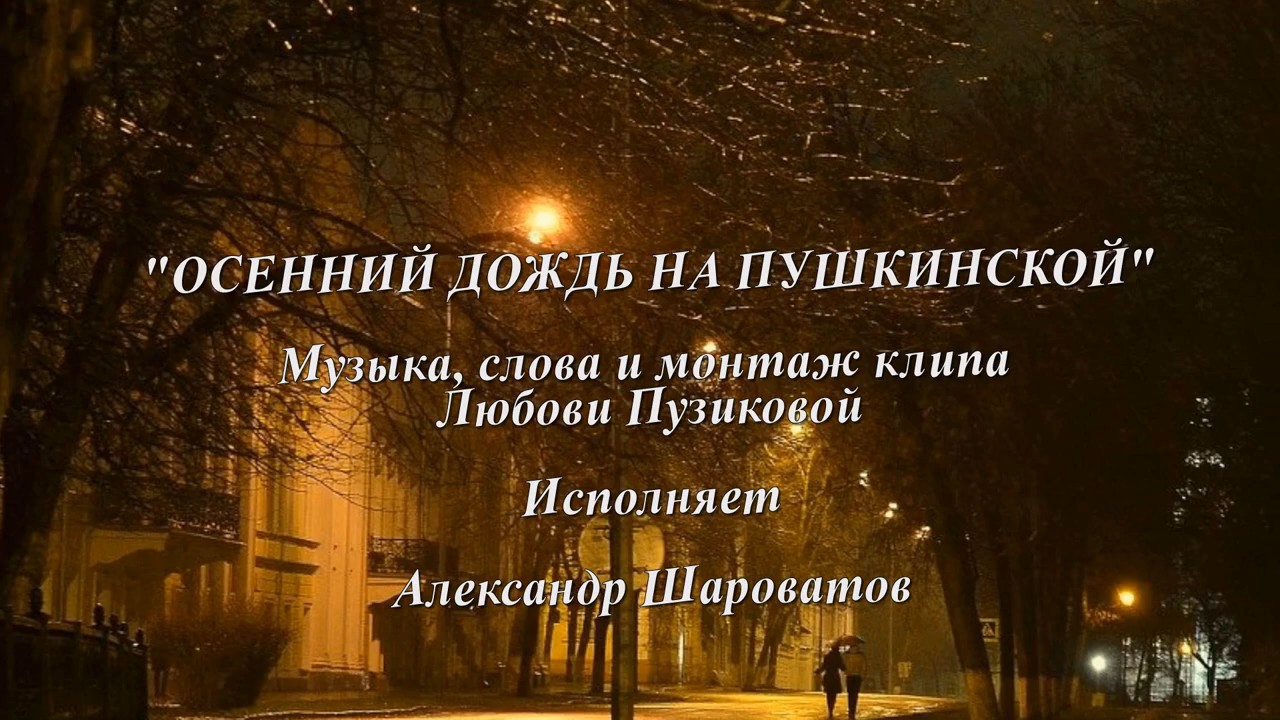 "ОСЕННИЙ ДОЖДЬ НА ПУШКИНСКОЙ"
Музыка, слова и монтаж клипа
Любови Пузиковой
Исполняет
Александр Шароватов